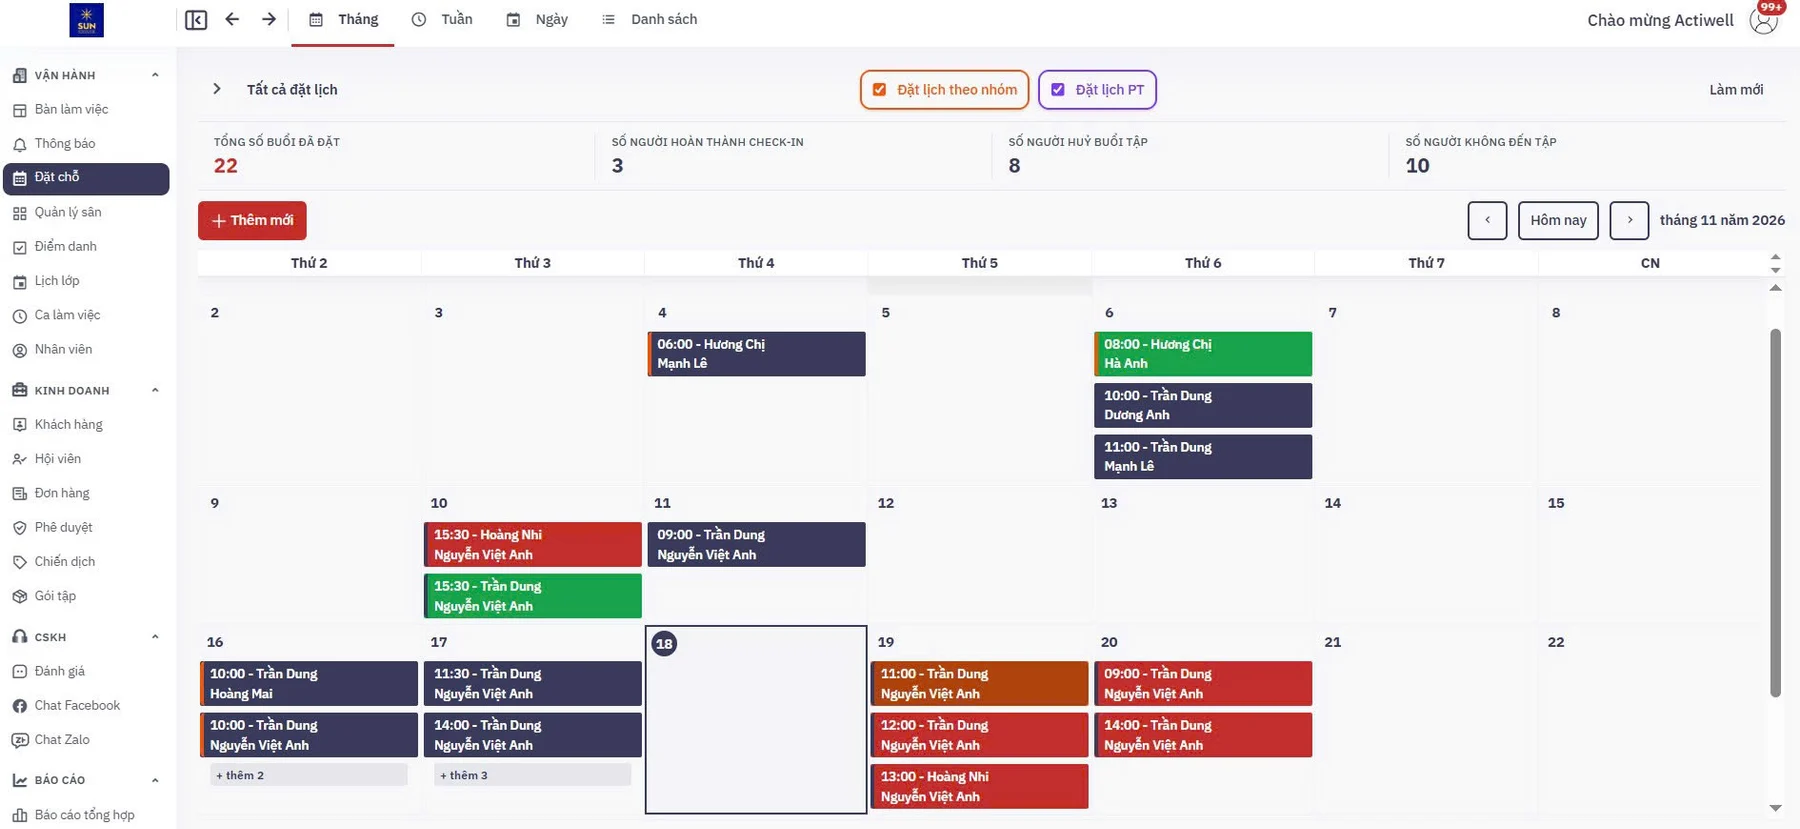 SUN
Tháng
Tuần
Ngày
Danh sách
Chào mừng Actiwell
99+
VẬN HÀNH
Bàn làm việc
Thông báo
Đặt chỗ
Quản lý sân
Điểm danh
Lịch lớp
Ca làm việc
Nhân viên
KINH DOANH
Khách hàng
Hội viên
Đơn hàng
Phê duyệt
Chiến dịch
Gói tập
CSKH
Đánh giá
Chat Facebook
Chat Zalo
BÁO CÁO
Báo cáo tổng hợp
Tất cả đặt lịch
Đặt lịch theo nhóm
Đặt lịch PT
Làm mới
TỔNG SỐ BUỔI ĐÃ ĐẶT
22
SỐ NGƯỜI HOÀN THÀNH CHECK-IN
3
SỐ NGƯỜI HUỶ BUỔI TẬP
8
SỐ NGƯỜI KHÔNG ĐẾN TẬP
10
+ Thêm mới
‹
Hôm nay
›
tháng 11 năm 2026
Thứ 2
Thứ 3
Thứ 4
Thứ 5
Thứ 6
Thứ 7
CN
2
3
4
06:00 - Hương Chị
Mạnh Lê
5
6
08:00 - Hương Chị
Hà Anh
10:00 - Trần Dung
Dương Anh
11:00 - Trần Dung
Mạnh Lê
7
8
9
10
15:30 - Hoàng Nhi
Nguyễn Việt Anh
15:30 - Trần Dung
Nguyễn Việt Anh
11
09:00 - Trần Dung
Nguyễn Việt Anh
12
13
14
15
16
10:00 - Trần Dung
Hoàng Mai
10:00 - Trần Dung
Nguyễn Việt Anh
+ thêm 2
17
11:30 - Trần Dung
Nguyễn Việt Anh
14:00 - Trần Dung
Nguyễn Việt Anh
+ thêm 3
18
19
11:00 - Trần Dung
Nguyễn Việt Anh
12:00 - Trần Dung
Nguyễn Việt Anh
13:00 - Hoàng Nhi
Nguyễn Việt Anh
20
09:00 - Trần Dung
Nguyễn Việt Anh
14:00 - Trần Dung
Nguyễn Việt Anh
21
22